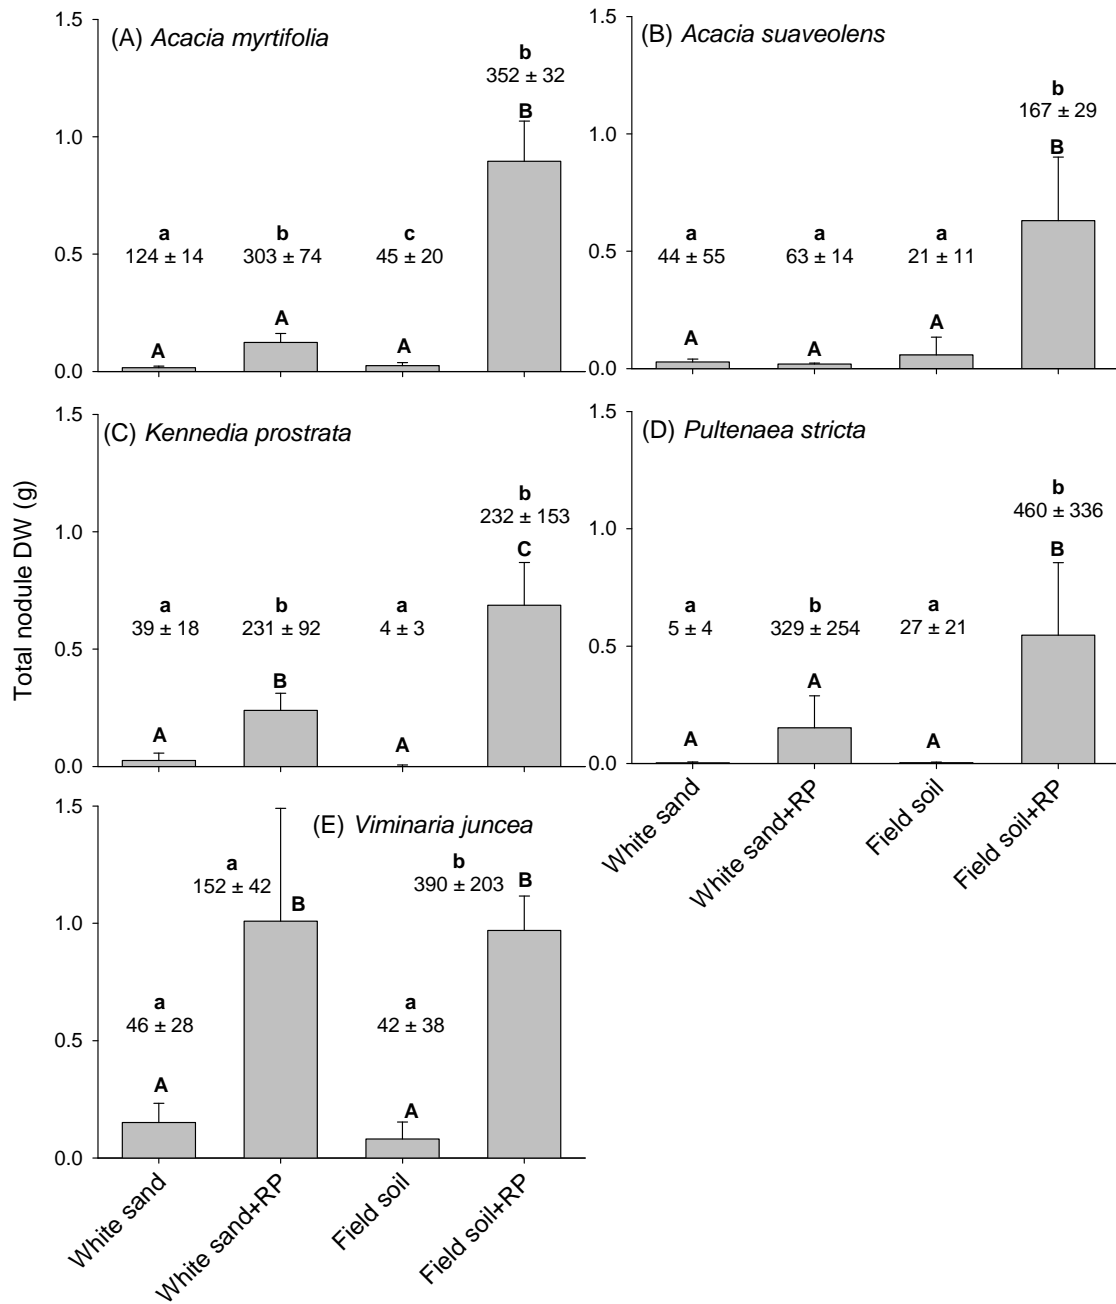 Total nodule DW (g)
(A) Acacia myrtifolia
1.5
1.0
0.5
0.0
a
124 ± 14
A
b
303 ± 74
A
c
45 ± 20
A
b
352 ± 32
B
(B) Acacia suaveolens
1.5
1.0
0.5
0.0
a
44 ± 55
A
a
63 ± 14
A
a
21 ± 11
A
b
167 ± 29
B
(C) Kennedia prostrata
1.5
1.0
0.5
0.0
a
39 ± 18
A
b
231 ± 92
B
a
4 ± 3
A
b
232 ± 153
C
(D) Pultenaea stricta
1.5
1.0
0.5
0.0
a
5 ± 4
A
b
329 ± 254
A
a
27 ± 21
A
b
460 ± 336
B
White sand
White sand+RP
Field soil
Field soil+RP
(E) Viminaria juncea
1.5
1.0
0.5
0.0
a
46 ± 28
A
a
152 ± 42
B
a
42 ± 38
A
b
390 ± 203
B
White sand
White sand+RP
Field soil
Field soil+RP